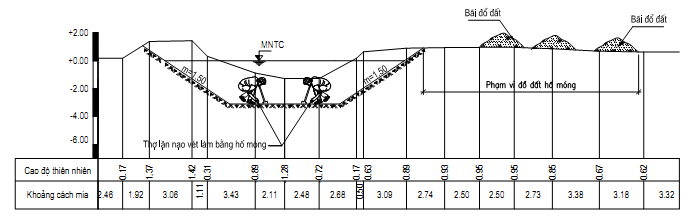 Bãi đổ đất
Bãi đổ đất
+2.00
MNTC
+0.00
m=1.50
m=1.50
-2.00
Phạm vi đổ đất hố móng
-4.00
Thợ lặn nạo vét làm bằng hố móng
-6.00
Cao độ thiên nhiên 0.17 1.37 1.42 0.31 0.89 1.28 0.72 0.17 0.63 0.89 0.93 0.95 0.95 0.85 0.67 0.62
Khoảng cách mia 2.46 1.92 3.06 1.11 3.43 2.11 2.48 2.68 0.50 3.09 2.74 2.50 2.50 2.73 3.38 3.18 3.32